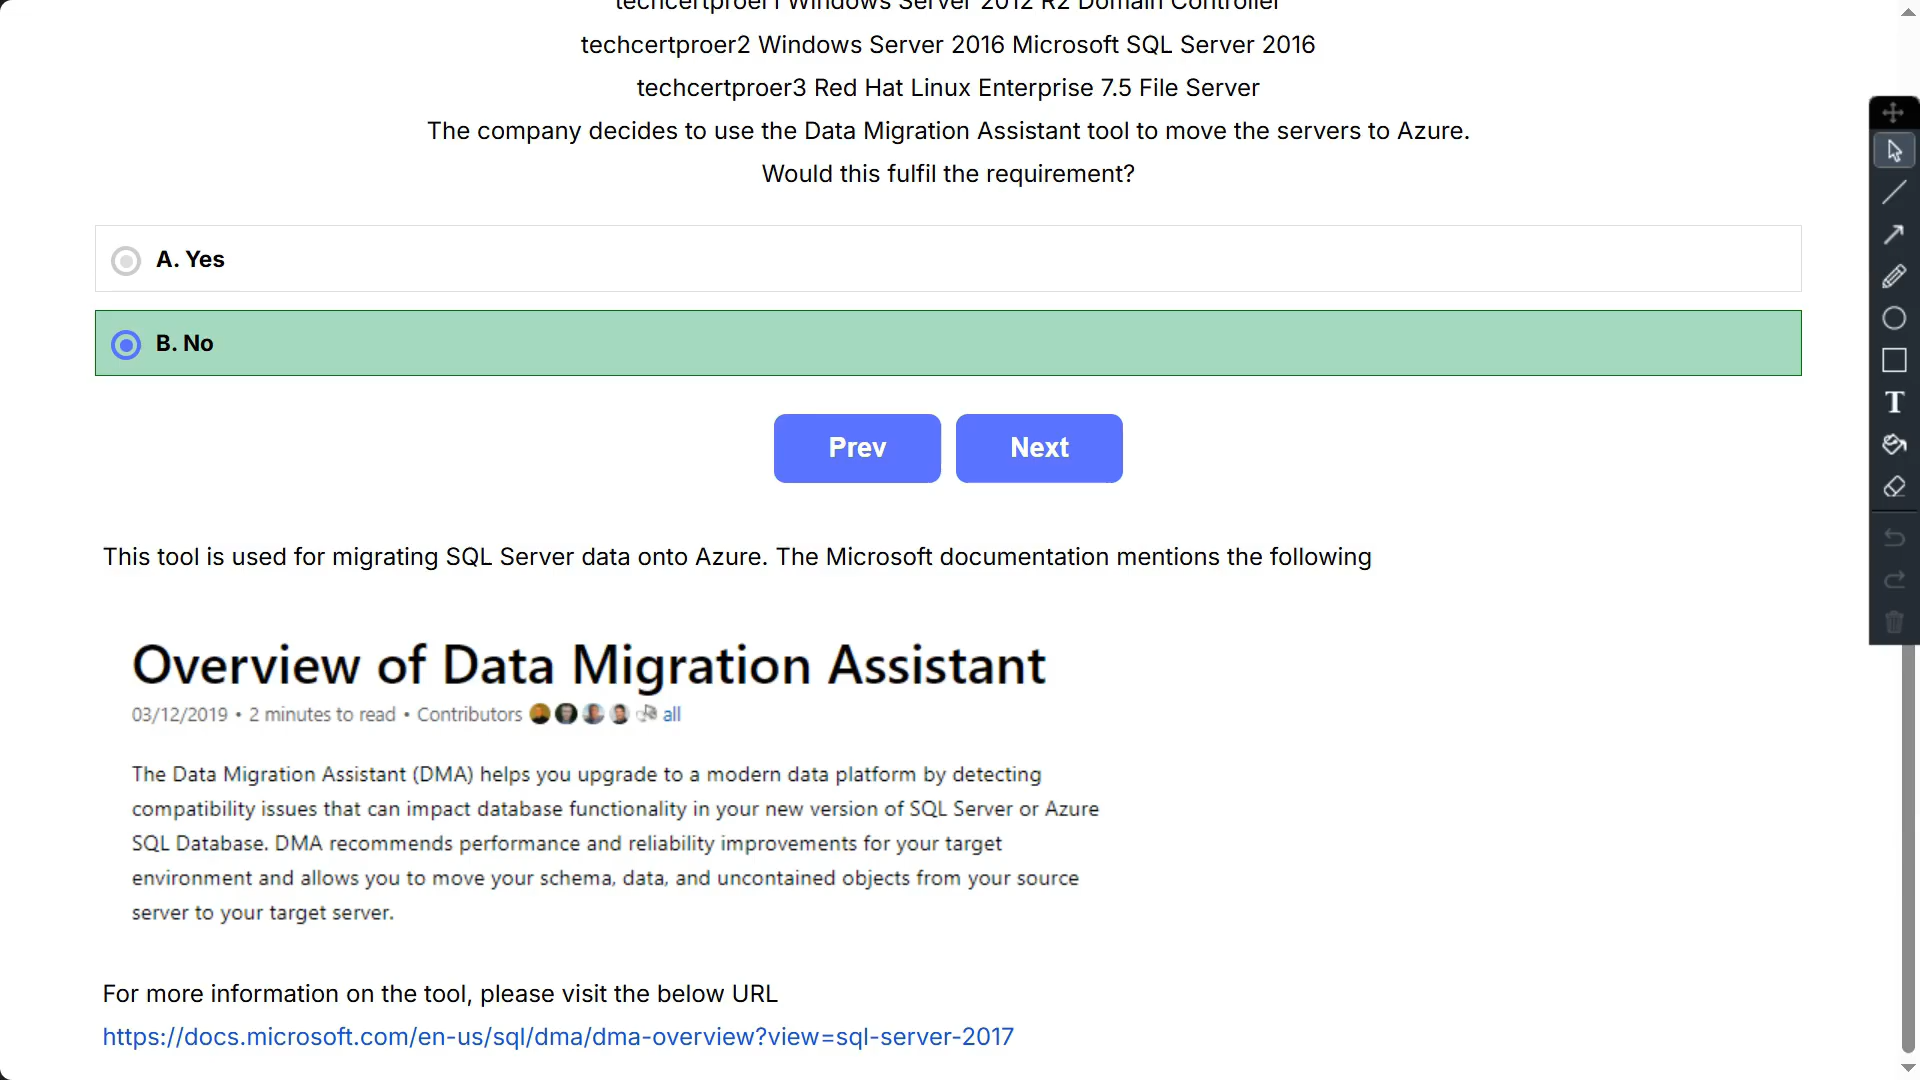 techcertproer1 Windows Server 2012 R2 Domain Controller
techcertproer2 Windows Server 2016 Microsoft SQL Server 2016
techcertproer3 Red Hat Linux Enterprise 7.5 File Server
The company decides to use the Data Migration Assistant tool to move the servers to Azure.
Would this fulfil the requirement?
A. Yes
B. No
Prev Next
This tool is used for migrating SQL Server data onto Azure. The Microsoft documentation mentions the following
Overview of Data Migration Assistant
03/12/2019 • 2 minutes to read • Contributors all
The Data Migration Assistant (DMA) helps you upgrade to a modern data platform by detecting
compatibility issues that can impact database functionality in your new version of SQL Server or Azure
SQL Database. DMA recommends performance and reliability improvements for your target
environment and allows you to move your schema, data, and uncontained objects from your source
server to your target server.
For more information on the tool, please visit the below URL
https://docs.microsoft.com/en-us/sql/dma/dma-overview?view=sql-server-2017
T